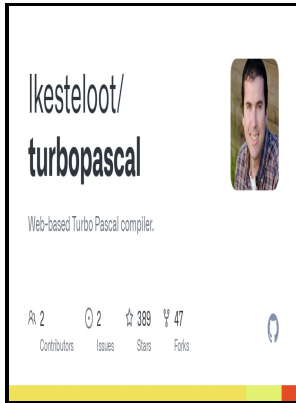 lkesteloot/
turbopascal
Web-based Turbo Pascal compiler.
2
Contributors
2
Issues
389
Stars
47
Forks